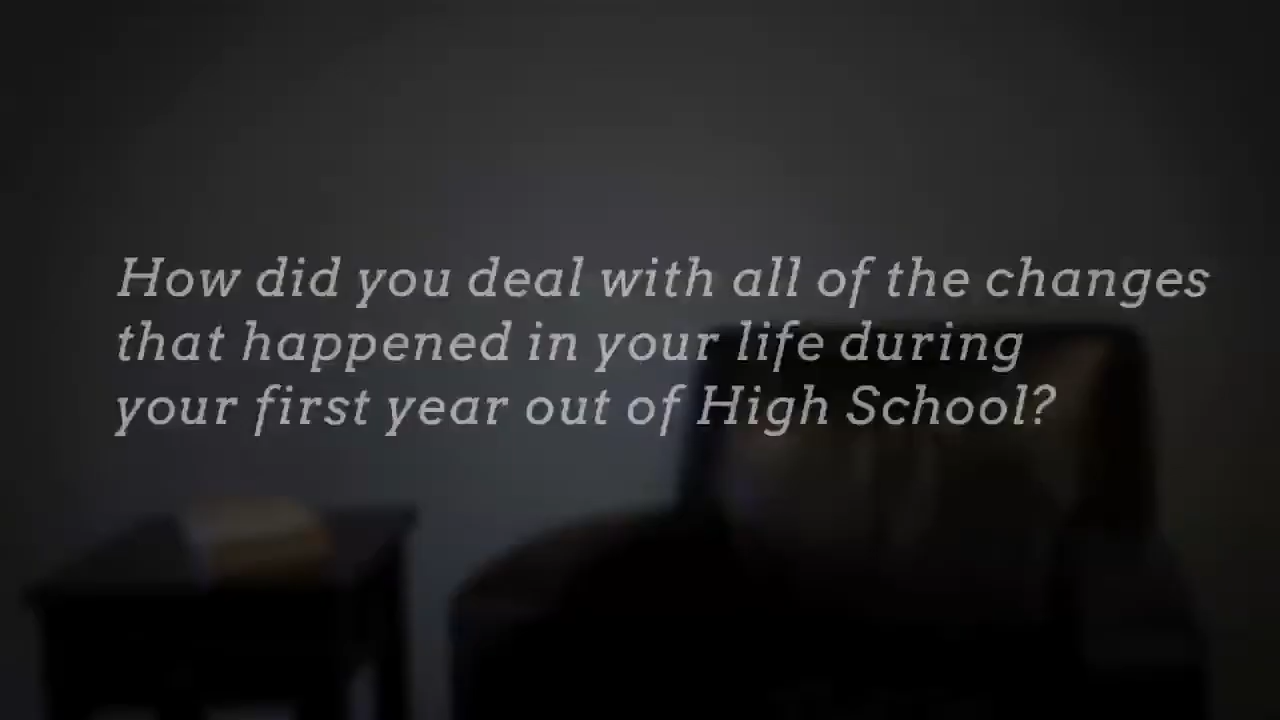 How did you deal with all of the changes
that happened in your life during
your first year out of High School?